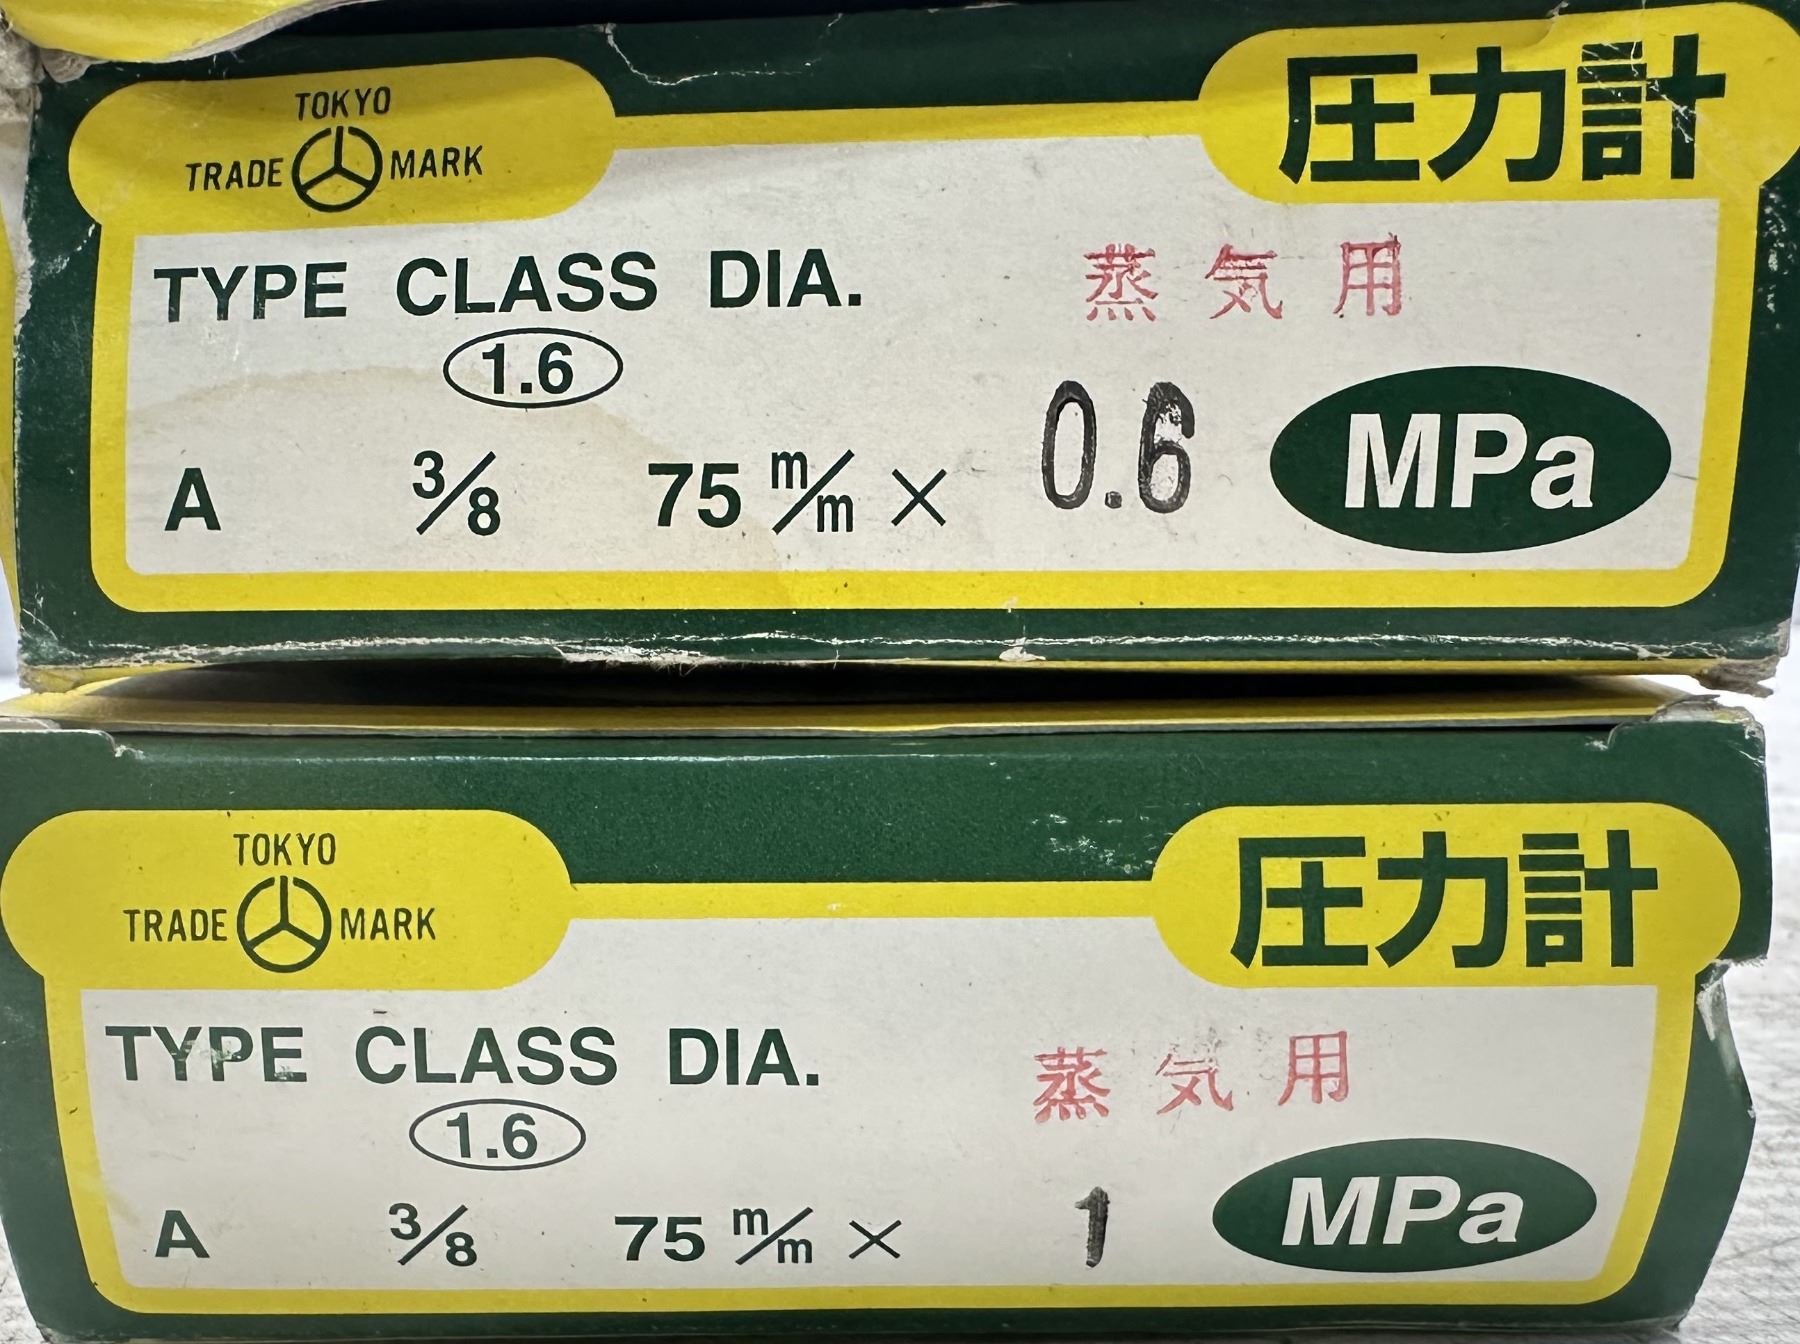 TOKYO
TRADE MARK
圧力計
TYPE CLASS DIA.
蒸気用
1.6
A 3/8 75 m/m × 0.6 MPa
TOKYO
TRADE MARK
圧力計
TYPE CLASS DIA.
蒸気用
1.6
A 3/8 75 m/m × 1 MPa